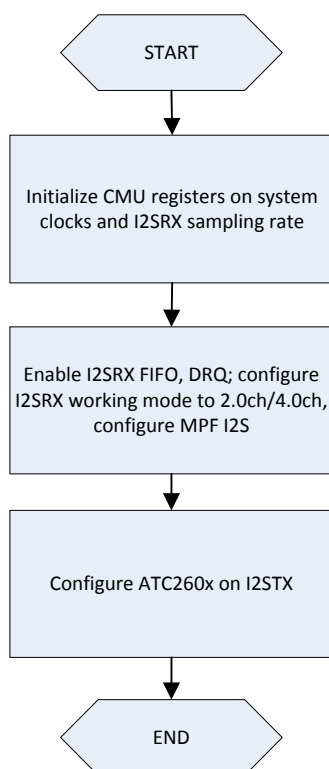 START
Initialize CMU registers on system
clocks and I2SRX sampling rate
Enable I2SRX FIFO, DRQ; configure
I2SRX working mode to 2.0ch/4.0ch,
configure MPF I2S
Configure ATC260x on I2STX
END